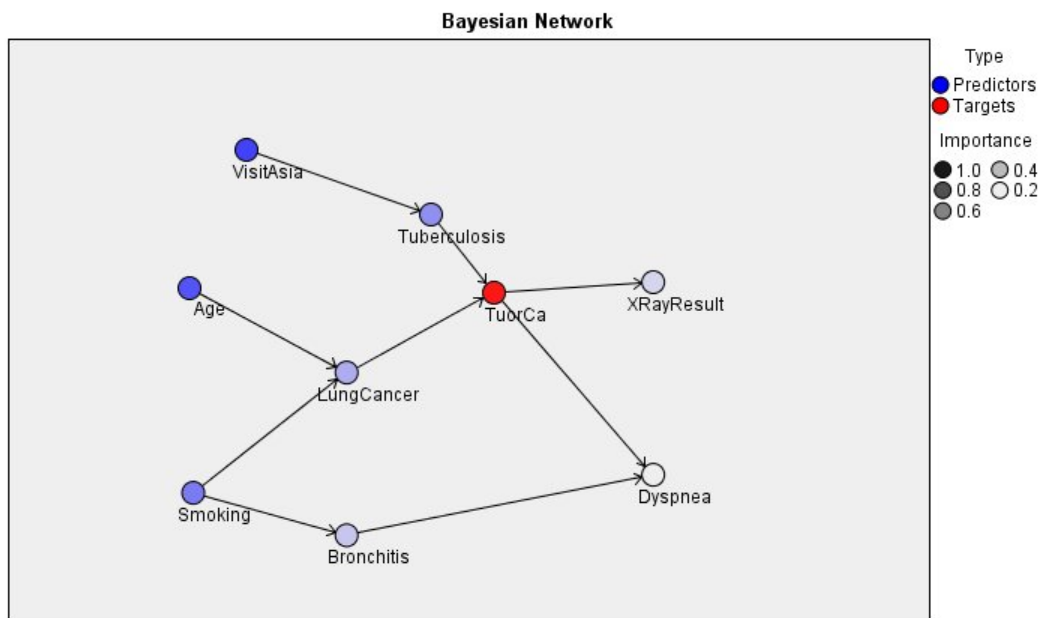 Bayesian Network
Type
Predictors
Targets
Importance
1.0 0.4
0.8 0.2
0.6
VisitAsia
Tuberculosis
Age
TuorCa
XRayResult
LungCancer
Smoking
Dyspnea
Bronchitis